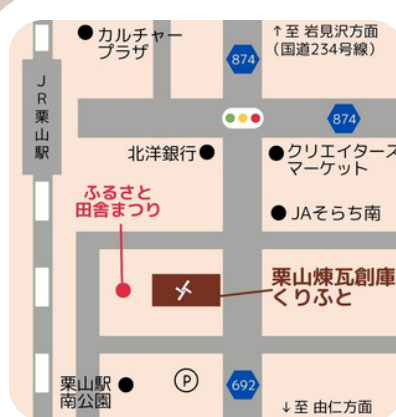 カルチャー
プラザ
↑至 岩見沢方面
(国道234号線)
874
JR栗山駅
874
北洋銀行
クリエイターズ
マーケット
ふるさと
田舎まつり
JAそらち南
栗山煉瓦創庫
くりふと
栗山駅
南公園
P
692
↓至 由仁方面